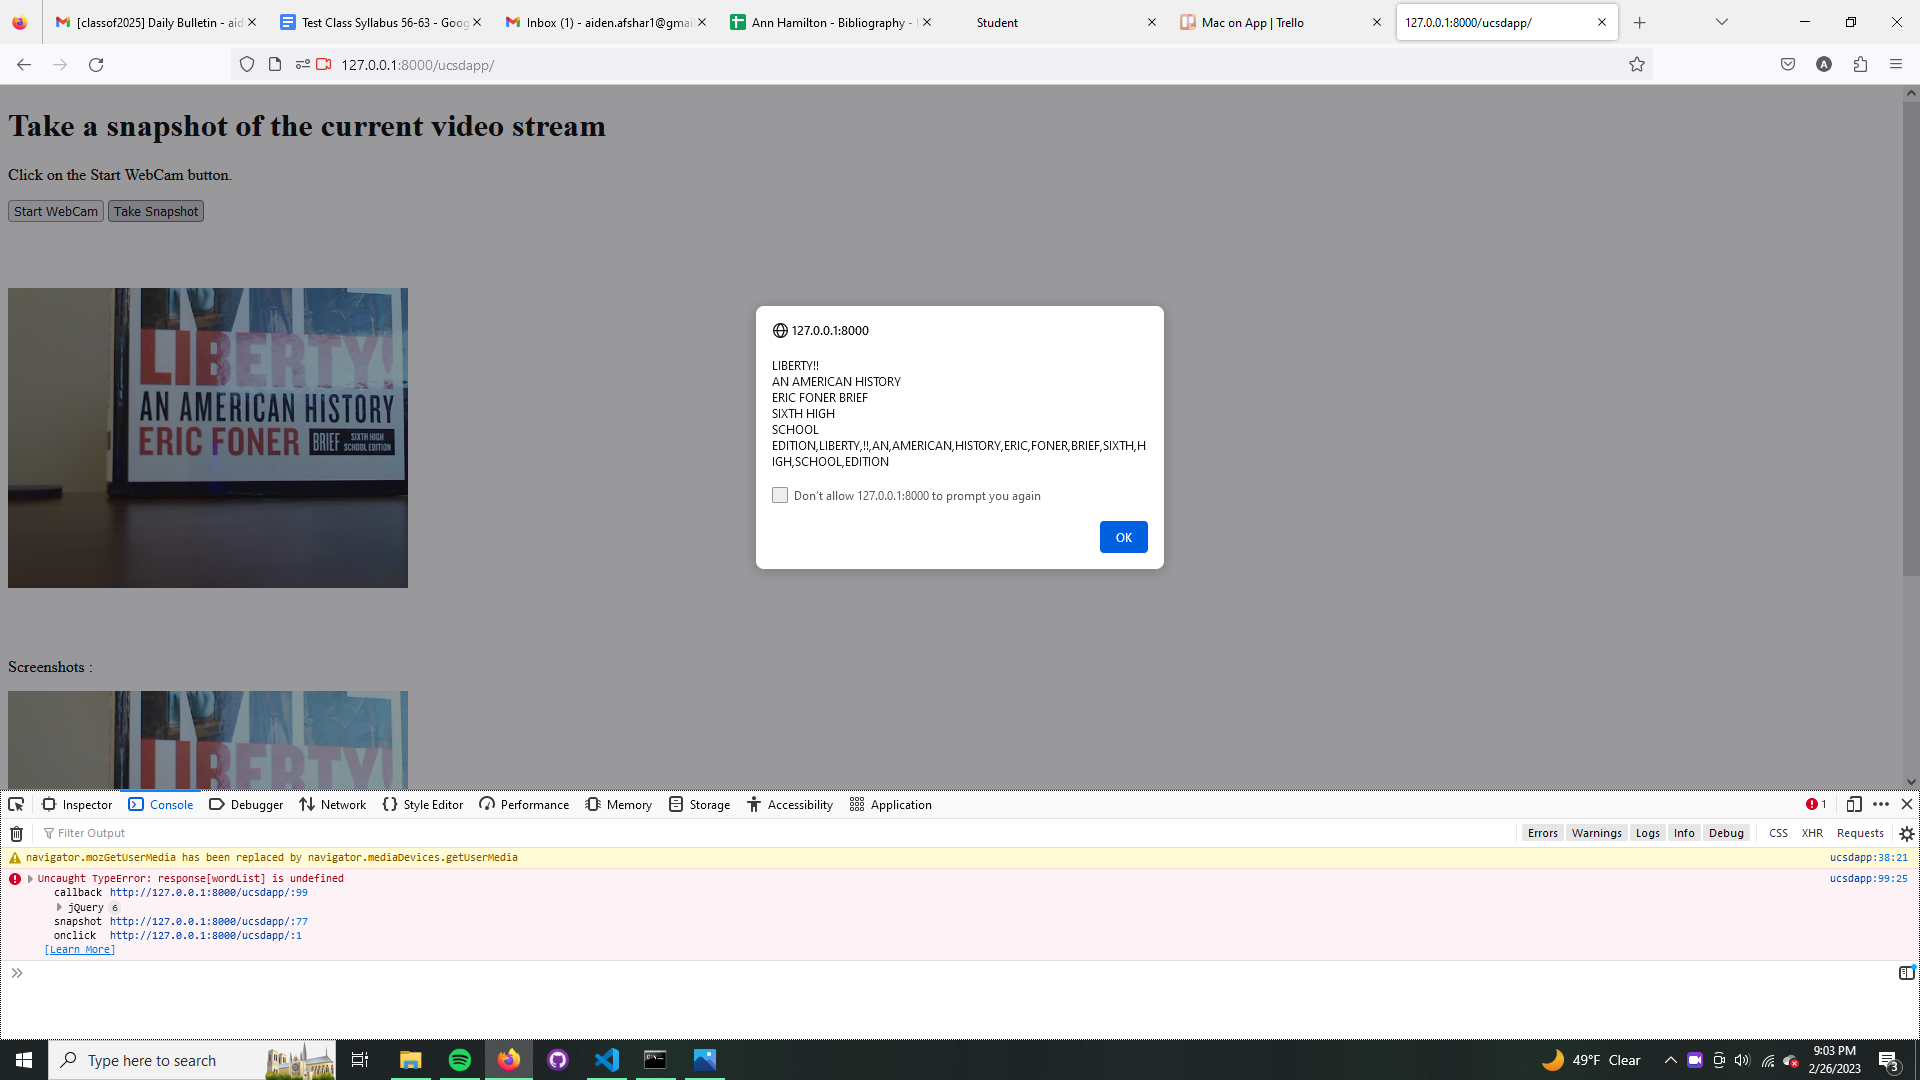 [classof2025] Daily Bulletin - aid
Test Class Syllabus 56-63 - Goog
Inbox (1) - aiden.afshar1@gmai
Ann Hamilton - Bibliography -
Student
Mac on App | Trello
127.0.0.1:8000/ucsdapp/
127.0.0.1:8000/ucsdapp/
A
Take a snapshot of the current video stream
Click on the Start WebCam button.
Start WebCam Take Snapshot
LIBERTY!
AN AMERICAN HISTORY
ERIC FONER BRIEF SIXTH HIGH
SCHOOL EDITION
127.0.0.1:8000
LIBERTY!!
AN AMERICAN HISTORY
ERIC FONER BRIEF
SIXTH HIGH
SCHOOL
EDITION,LIBERTY,!!,AN,AMERICAN,HISTORY,ERIC,FONER,BRIEF,SIXTH,H
IGH,SCHOOL,EDITION
Don't allow 127.0.0.1:8000 to prompt you again
OK
Screenshots :
LIBERTY!
Inspector Console Debugger Network Style Editor Performance Memory Storage Accessibility Application 1
Filter Output Errors Warnings Logs Info Debug CSS XHR Requests
navigator.mozGetUserMedia has been replaced by navigator.mediaDevices.getUserMedia ucsdapp:38:21
Uncaught TypeError: response[wordList] is undefined ucsdapp:99:25
callback http://127.0.0.1:8000/ucsdapp/:99
jQuery 6
snapshot http://127.0.0.1:8000/ucsdapp/:77
onclick http://127.0.0.1:8000/ucsdapp/:1
[Learn More]
Type here to search
49°F Clear
9:03 PM
2/26/2023
3